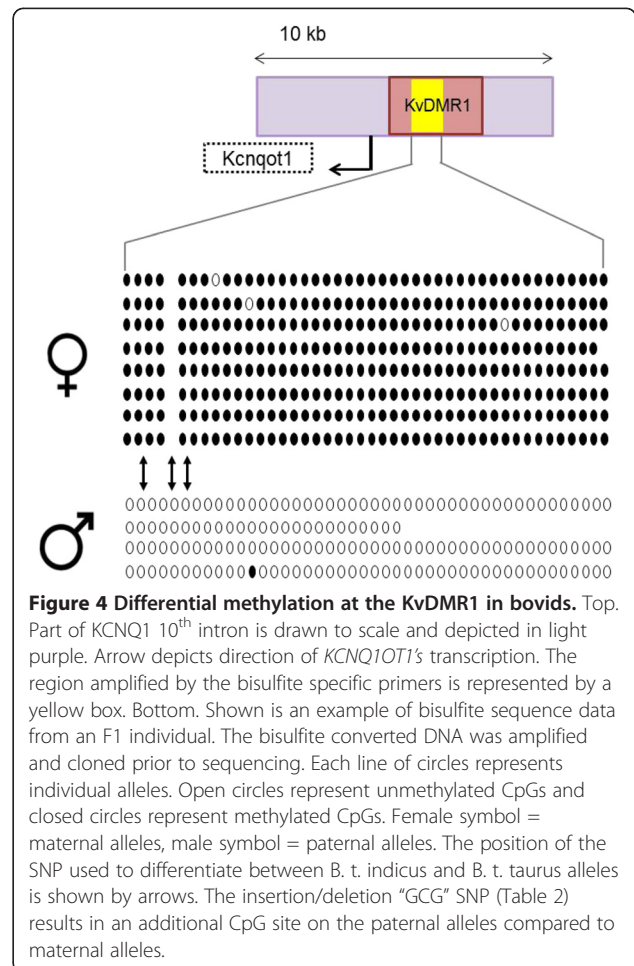 10 kb
KvDMR1
Kcnqot1
♀
♂
Figure 4 Differential methylation at the KvDMR1 in bovids. Top.
Part of KCNQ1 10th intron is drawn to scale and depicted in light
purple. Arrow depicts direction of KCNQ1OT1's transcription. The
region amplified by the bisulfite specific primers is represented by a
yellow box. Bottom. Shown is an example of bisulfite sequence data
from an F1 individual. The bisulfite converted DNA was amplified
and cloned prior to sequencing. Each line of circles represents
individual alleles. Open circles represent unmethylated CpGs and
closed circles represent methylated CpGs. Female symbol =
maternal alleles, male symbol = paternal alleles. The position of the
SNP used to differentiate between B. t. indicus and B. t. taurus alleles
is shown by arrows. The insertion/deletion “GCG” SNP (Table 2)
results in an additional CpG site on the paternal alleles compared to
maternal alleles.